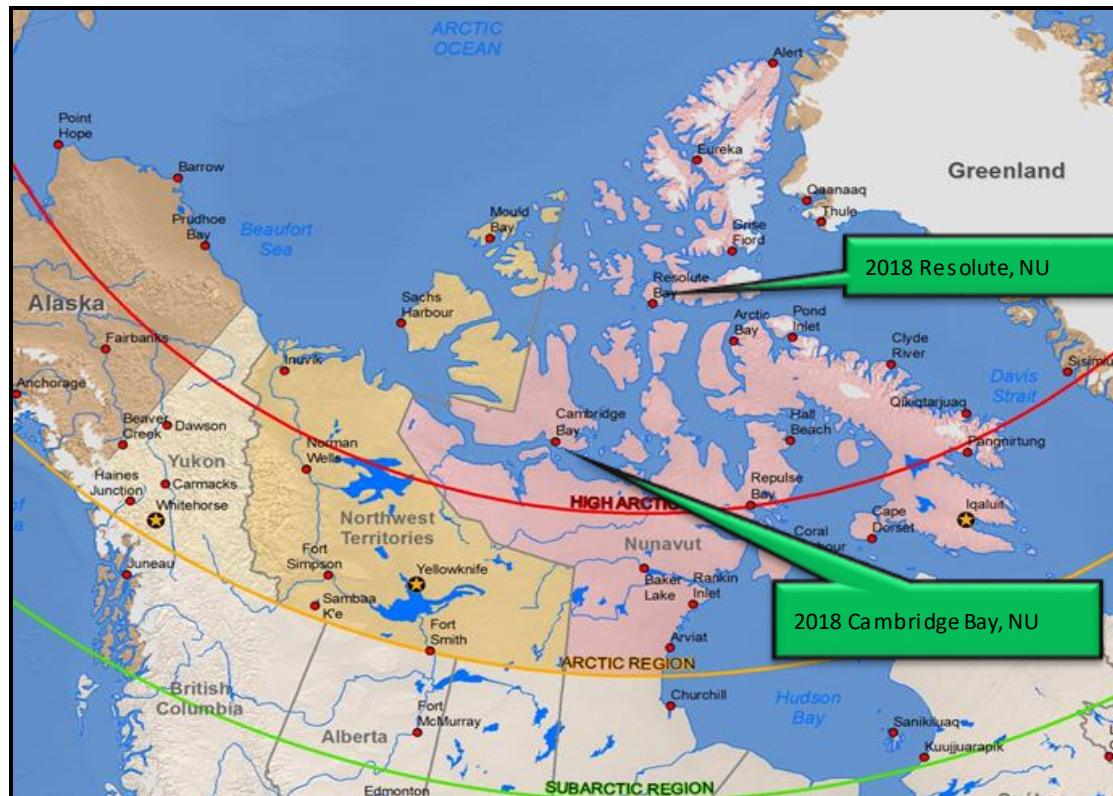 ARCTIC
OCEAN
Alert
Point
Hope
Eureka
Barrow
Greenland
Qaanaaq
Thule
Mould
Bay
Prudhoe
Bay
Beaufort
Sea
Grise
Fiord
2018 Resolute, NU
Resolute
Bay
Sachs
Harbour
Alaska
Arctic
Bay
Pond
Inlet
Clyde
River
Fairbanks
Inuvik
Sisimiut
Davis
Strait
Anchorage
Qikiqtarjuaq
Beaver
Creek
Dawson
Cambridge
Bay
Hall
Beach
Pangnirtung
Norman
Wells
Yukon
Haines
Junction
Carmacks
Whitehorse
Repulse
Bay
HIGH ARCTIC
Iqaluit
Cape
Dorset
Northwest
Territories
Coral
Nunavut
Fort
Simpson
Yellowknife
Juneau
Baker
Lake
Rankin
Inlet
Sambaa
K'e
2018 Cambridge Bay, NU
Fort
Smith
Arviat
ARCTIC REGION
British
Columbia
Churchill
Hudson
Bay
Fort
McMurray
Alberta
Sanikiluaq
Kuujjuarapik
SUBARCTIC REGION
Edmonton